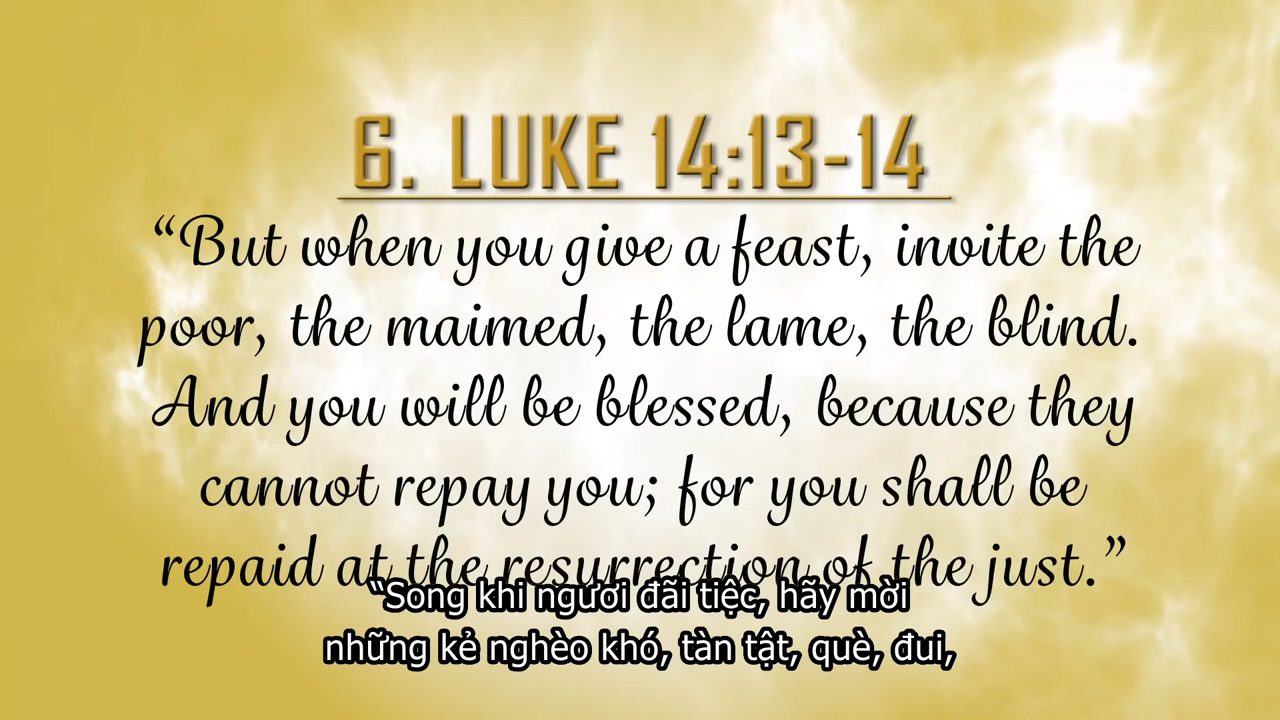 6. LUKE 14:13-14
“But when you give a feast, invite the
poor, the maimed, the lame, the blind.
And you will be blessed, because they
cannot repay you; for you shall be
repaid at the resurrection of the just.”
“Song khi ngươi đãi tiệc, hãy mời
những kẻ nghèo khó, tàn tật, què, đui,